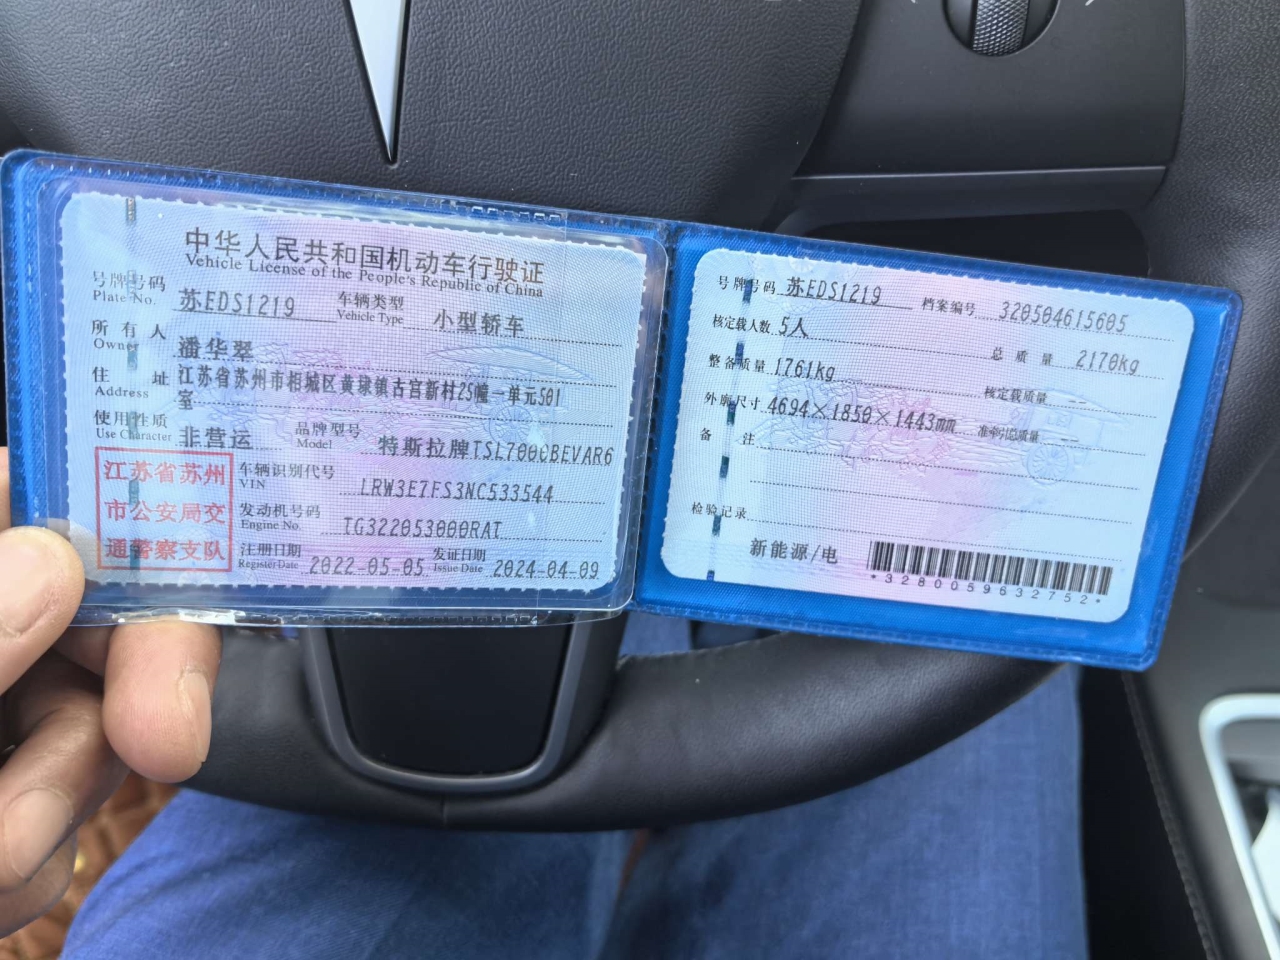 中华人民共和国机动车行驶证
Vehicle License of the People's Republic of China
号牌号码 苏EDS1219 车辆类型 小型轿车
Plate No. Vehicle Type
所有人 潘华翠
Owner
住址 江苏省苏州市相城区黄埭镇古宫新村25幢一单元501
Address 室
使用性质 非营运 品牌型号 特斯拉牌TSL7000BEVAR6
Use Character Model
江苏省苏州
市公安局交
通警察支队
车辆识别代号 LRW3E7FS3NC533544
VIN
发动机号码 TG322053000RAT
Engine No.
注册日期 2022-05-05 发证日期 2024-04-09
Register Date Issue Date
号牌号码 苏EDS1219 档案编号 320504615605
核定载人数 5人 总质量 2170kg
整备质量 1761kg 核定载质量 --
外廓尺寸 4694×1850×1443mm 准牵引总质量 --
备注
检验记录
新能源/电
*3280059632752*